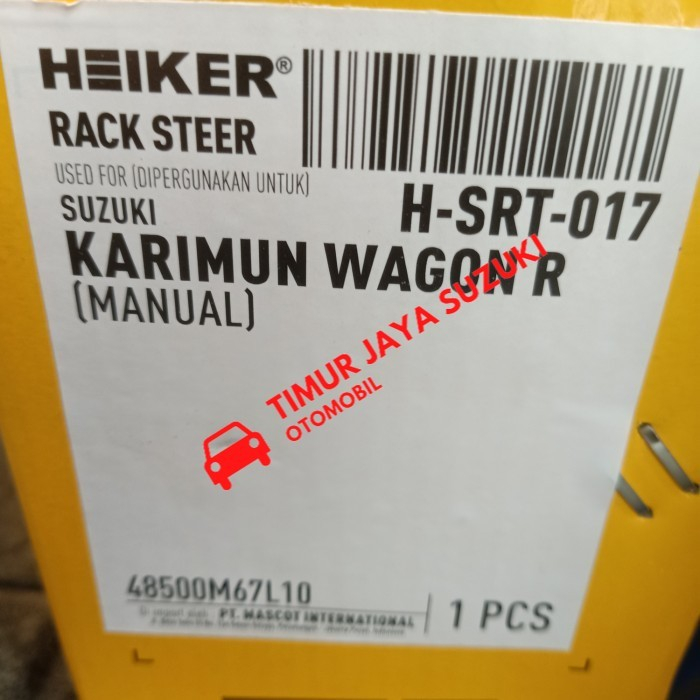 HEIKER®
RACK STEER
USED FOR (DIPERGUNAKAN UNTUK)
H-SRT-017
SUZUKI
KARIMUN WAGON R
(MANUAL)
TIMUR JAYA SUZUKI
OTOMOBIL
48500M67L10
PT. MASCOT INTERNATIONAL
1 PCS